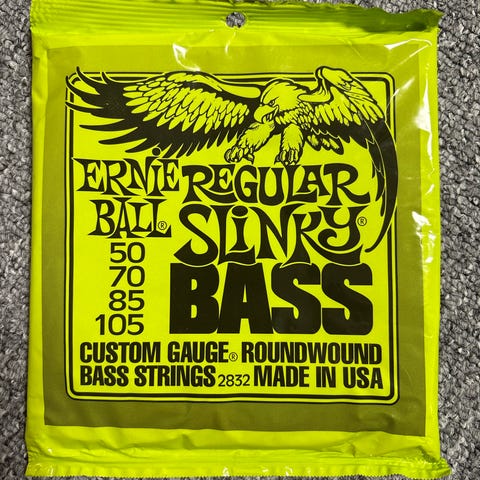 ERNiE
BALL®
REGULAR
SLiNKY®
BASS
50
70
85
105
CUSTOM GAUGE® ROUNDWOUND
BASS STRINGS 2832 MADE IN USA